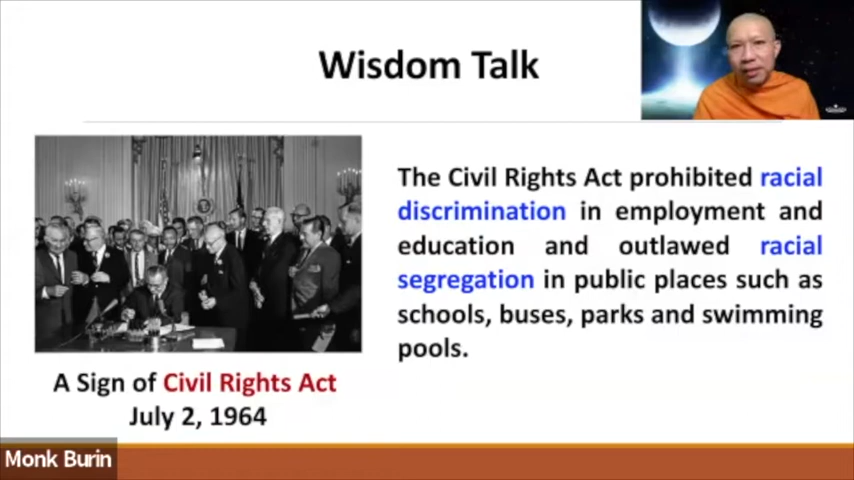 Wisdom Talk
The Civil Rights Act prohibited racial
discrimination in employment and
education and outlawed racial
segregation in public places such as
schools, buses, parks and swimming
pools.
A Sign of Civil Rights Act
July 2, 1964
Monk Burin